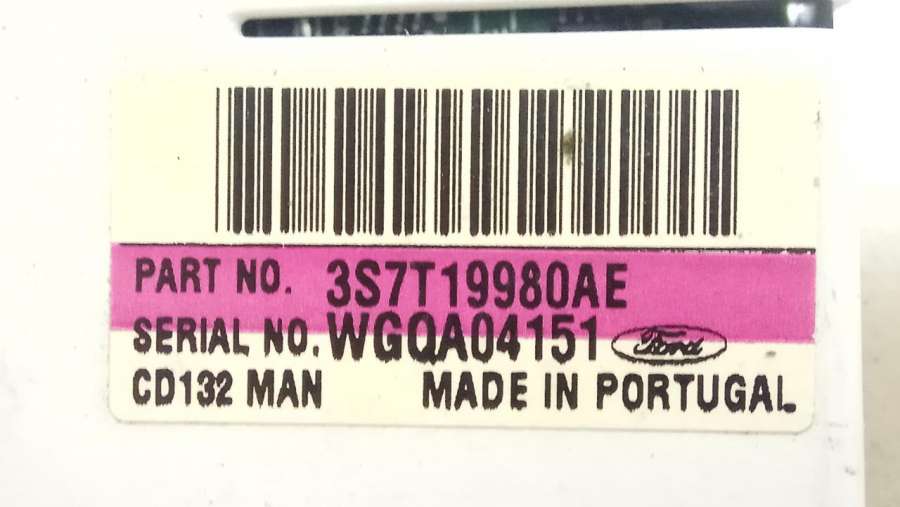 PART NO. 3S7T19980AE
SERIAL NO. WGQA04151 Ford
CD132 MAN MADE IN PORTUGAL